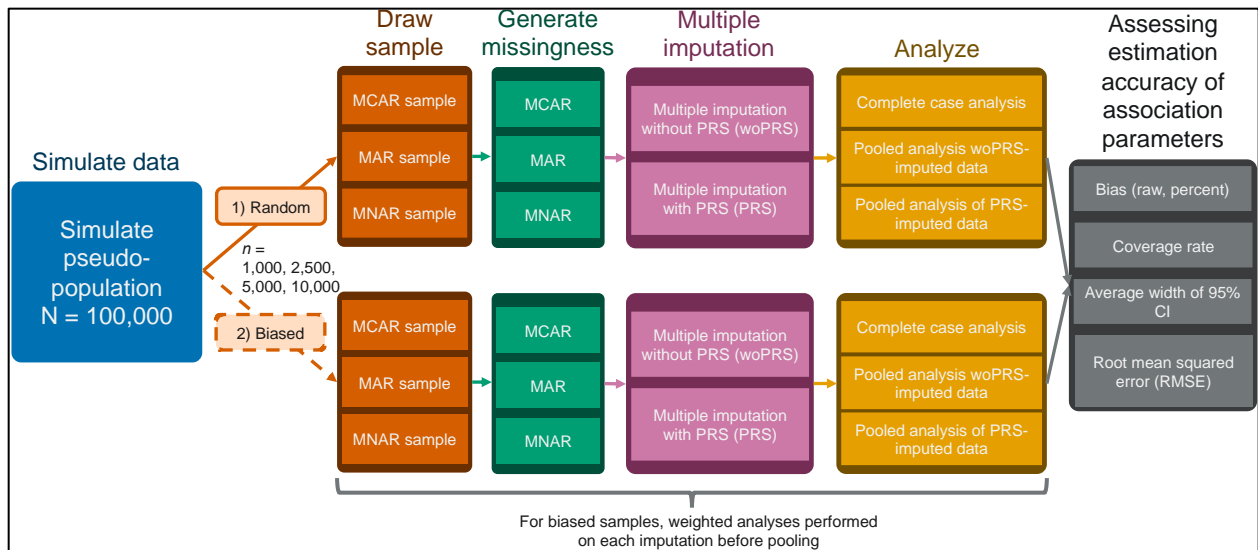 Simulate data
Simulate
pseudo-
population
N = 100,000
1) Random
n =
1,000, 2,500,
5,000, 10,000
2) Biased
Draw
sample
MCAR sample
MAR sample
MNAR sample
MCAR sample
MAR sample
MNAR sample
Generate
missingness
MCAR
MAR
MNAR
MCAR
MAR
MNAR
Multiple
imputation
Multiple imputation
without PRS (woPRS)
Multiple imputation
with PRS (PRS)
Multiple imputation
without PRS (woPRS)
Multiple imputation
with PRS (PRS)
Analyze
Complete case analysis
Pooled analysis woPRS-
imputed data
Pooled analysis of PRS-
imputed data
Complete case analysis
Pooled analysis woPRS-
imputed data
Pooled analysis of PRS-
imputed data
Assessing
estimation
accuracy of
association
parameters
Bias (raw, percent)
Coverage rate
Average width of 95%
CI
Root mean squared
error (RMSE)
For biased samples, weighted analyses performed
on each imputation before pooling